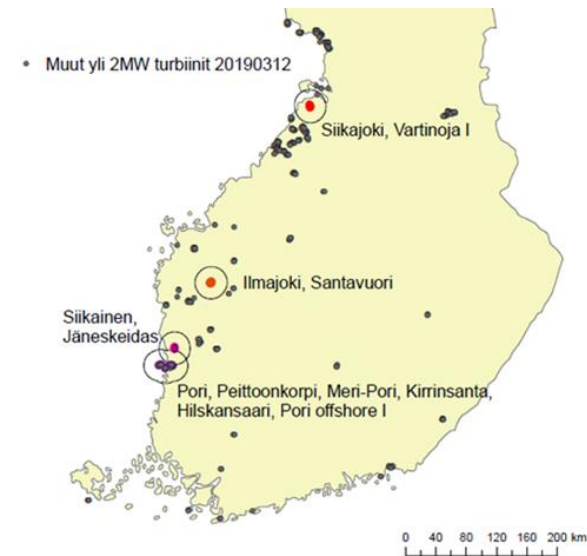 Muut yli 2MW turbiinit 20190312
Siikajoki, Vartinoja I
Ilmajoki, Santavuori
Siikainen,
Jäneskeidas
Pori, Peittoonkorpi, Meri-Pori, Kirrinsanta,
Hilskansaari, Pori offshore I
0 40 80 120 160 200 km